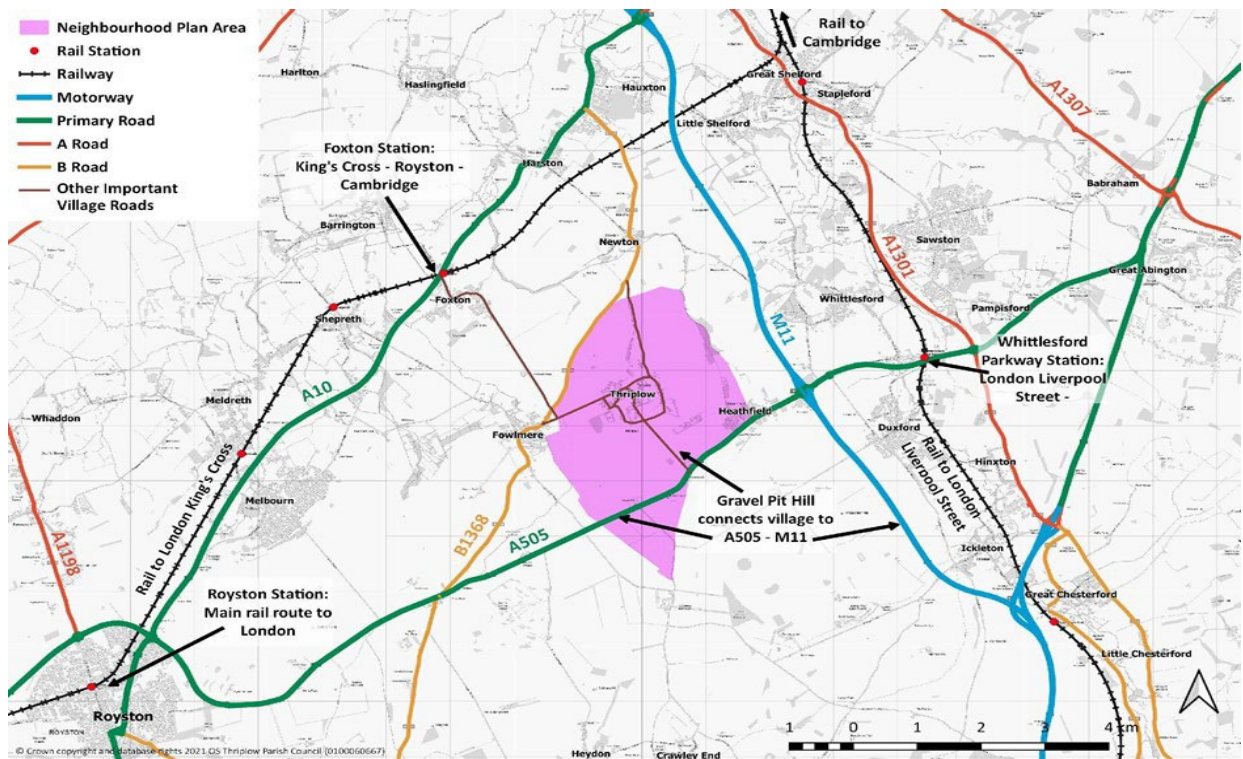 Neighbourhood Plan Area
Rail Station
Railway
Motorway
Primary Road
A Road
B Road
Other Important
Village Roads
Rail to
Cambridge
Harlton
Haslingfield
Hauxton
Great Shelford
Stapleford
A1307
Little Shelford
Foxton Station:
King's Cross - Royston -
Cambridge
Harston
Babraham
Barrington
Newton
Sawston
A1301
Great Abington
Foxton
Whittlesford
Pampisford
Shepreth
M11
Whittlesford
Parkway Station:
London Liverpool
Street -
A10
Thriplow
Meldreth
Whaddon
Heathfield
Fowlmere
Duxford
Rail to London
Liverpool Street
Hinxton
Melbourn
Gravel Pit Hill
connects village to
A505 - M11
Rail to London King's Cross
B1368
A505
A1198
Ickleton
Royston Station:
Main rail route to
London
Great Chesterford
Little Chesterford
Royston
ROYSTON
1 0 1 2 3 4 km
© Crown copyright and database rights 2021 OS Thriplow Parish Council (0100060667)
Heydon
Crawley End